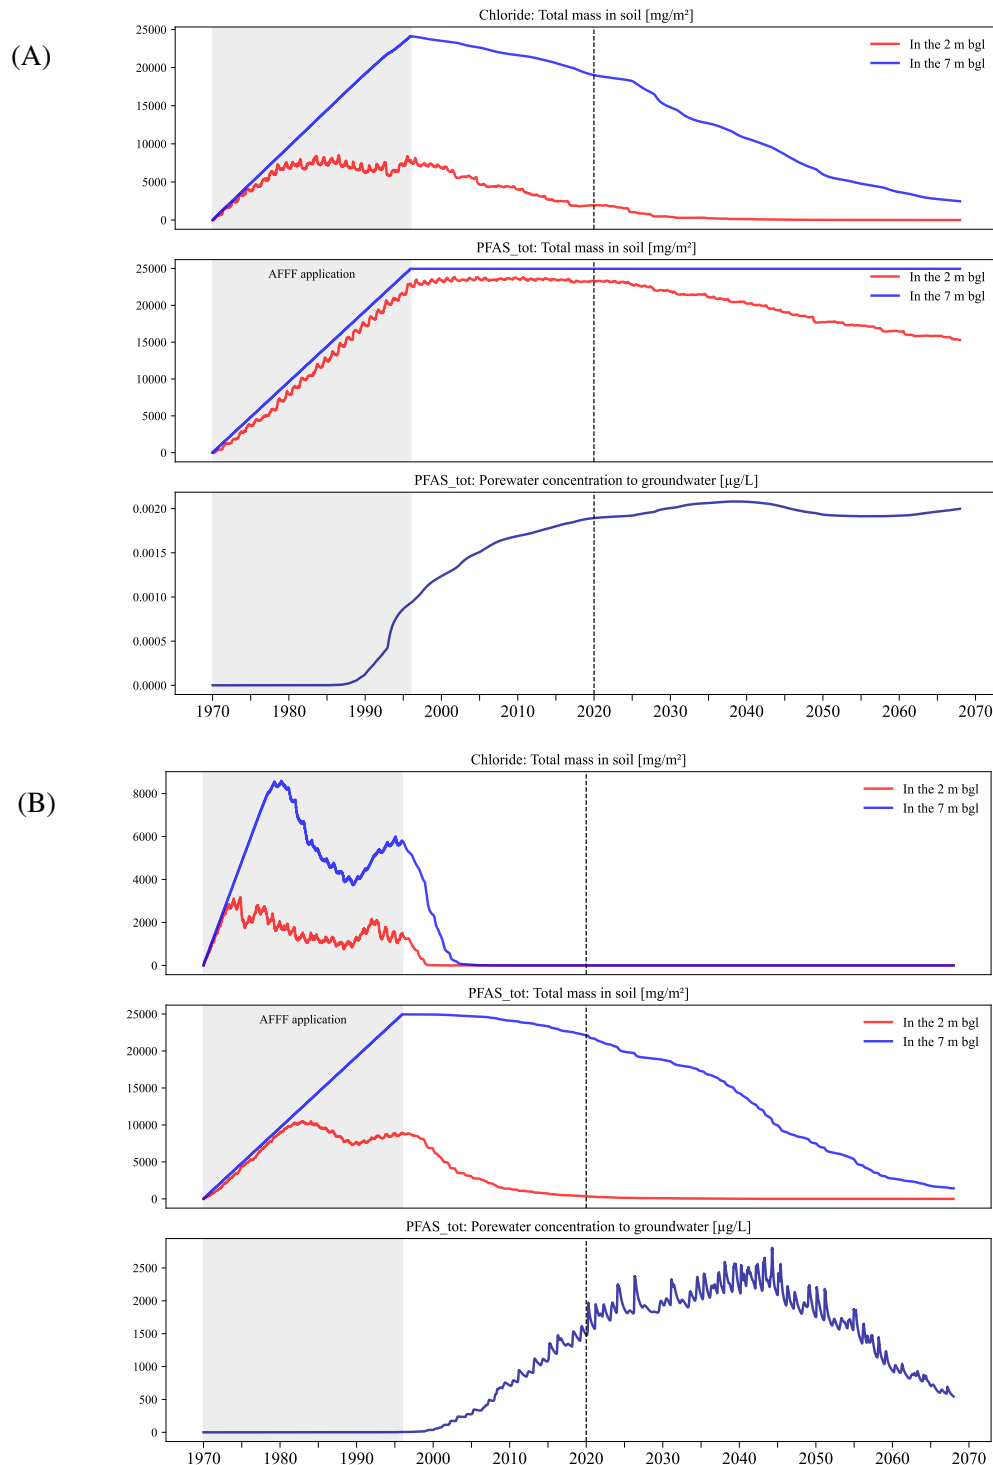 (A)
Chloride: Total mass in soil [mg/m²]
25000
20000
15000
10000
5000
0
In the 2 m bgl
In the 7 m bgl
PFAS_tot: Total mass in soil [mg/m²]
25000
20000
15000
10000
5000
0
AFFF application
In the 2 m bgl
In the 7 m bgl
PFAS_tot: Porewater concentration to groundwater [µg/L]
0.0020
0.0015
0.0010
0.0005
0.0000
1970 1980 1990 2000 2010 2020 2030 2040 2050 2060 2070
(B)
Chloride: Total mass in soil [mg/m²]
8000
6000
4000
2000
0
In the 2 m bgl
In the 7 m bgl
PFAS_tot: Total mass in soil [mg/m²]
25000
20000
15000
10000
5000
0
AFFF application
In the 2 m bgl
In the 7 m bgl
PFAS_tot: Porewater concentration to groundwater [µg/L]
2500
2000
1500
1000
500
0
1970 1980 1990 2000 2010 2020 2030 2040 2050 2060 2070